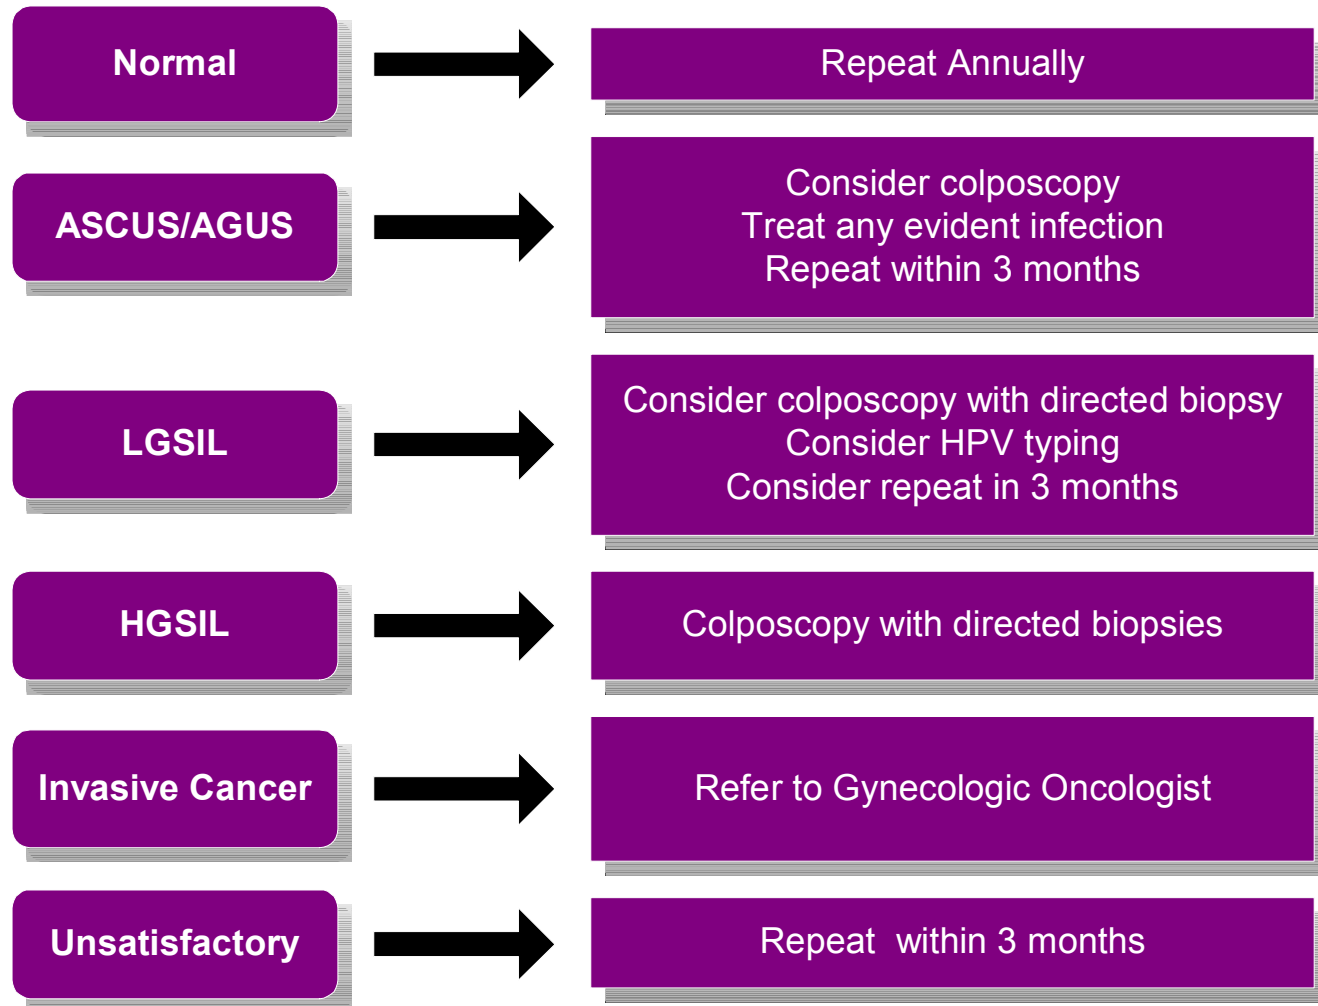 Normal
Repeat Annually
ASCUS/AGUS
Consider colposcopy
Treat any evident infection
Repeat within 3 months
LGSIL
Consider colposcopy with directed biopsy
Consider HPV typing
Consider repeat in 3 months
HGSIL
Colposcopy with directed biopsies
Invasive Cancer
Refer to Gynecologic Oncologist
Unsatisfactory
Repeat  within 3 months